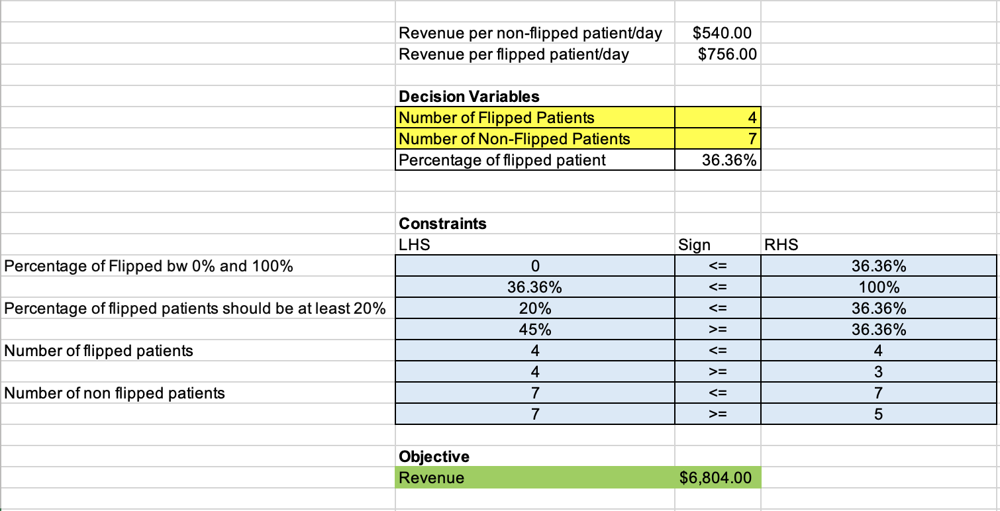 Revenue per non-flipped patient/day $540.00
Revenue per flipped patient/day $756.00
Decision Variables
Number of Flipped Patients 4
Number of Non-Flipped Patients 7
Percentage of flipped patient 36.36%
Constraints
LHS Sign RHS
Percentage of Flipped bw 0% and 100% 0 <= 36.36%
36.36% <= 100%
Percentage of flipped patients should be at least 20% 20% <= 36.36%
45% >= 36.36%
Number of flipped patients 4 <= 4
4 >= 3
Number of non flipped patients 7 <= 7
7 >= 5
Objective
Revenue $6,804.00